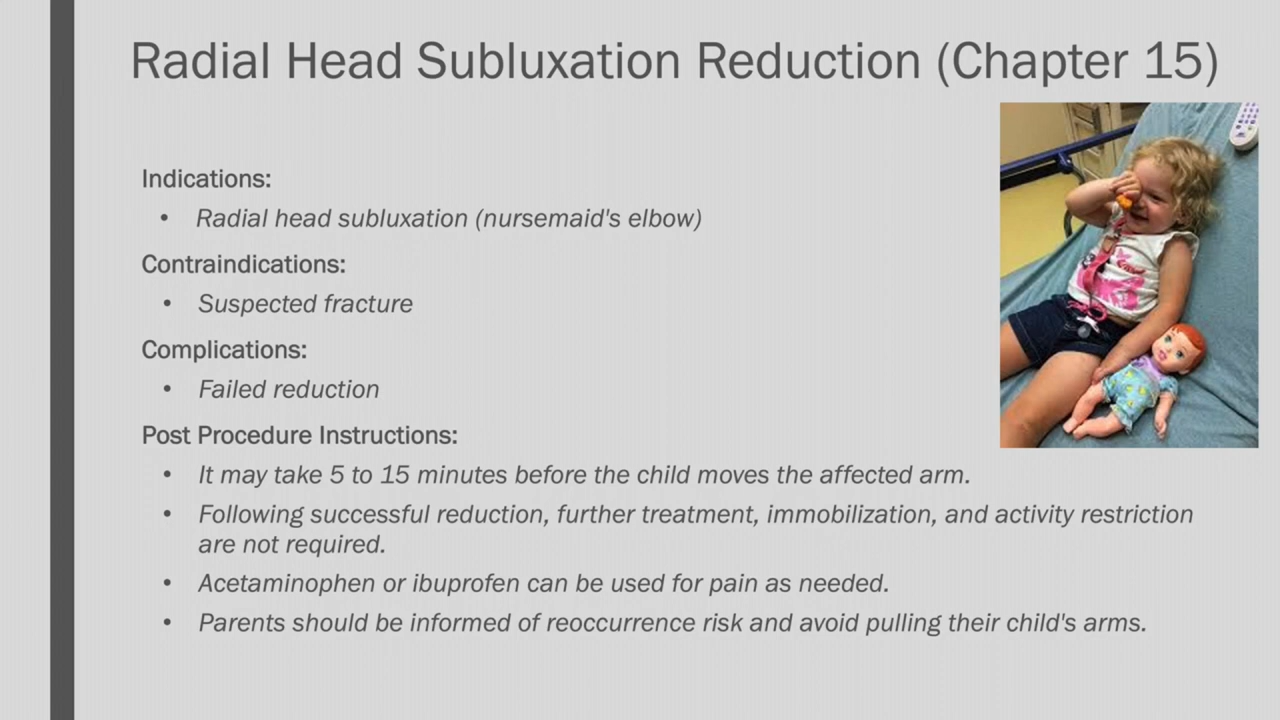 Radial Head Subluxation Reduction (Chapter 15)
Indications:
• Radial head subluxation (nursemaid's elbow)
Contraindications:
• Suspected fracture
Complications:
• Failed reduction
Post Procedure Instructions:
• It may take 5 to 15 minutes before the child moves the affected arm.
• Following successful reduction, further treatment, immobilization, and activity restriction
are not required.
• Acetaminophen or ibuprofen can be used for pain as needed.
• Parents should be informed of reoccurrence risk and avoid pulling their child's arms.